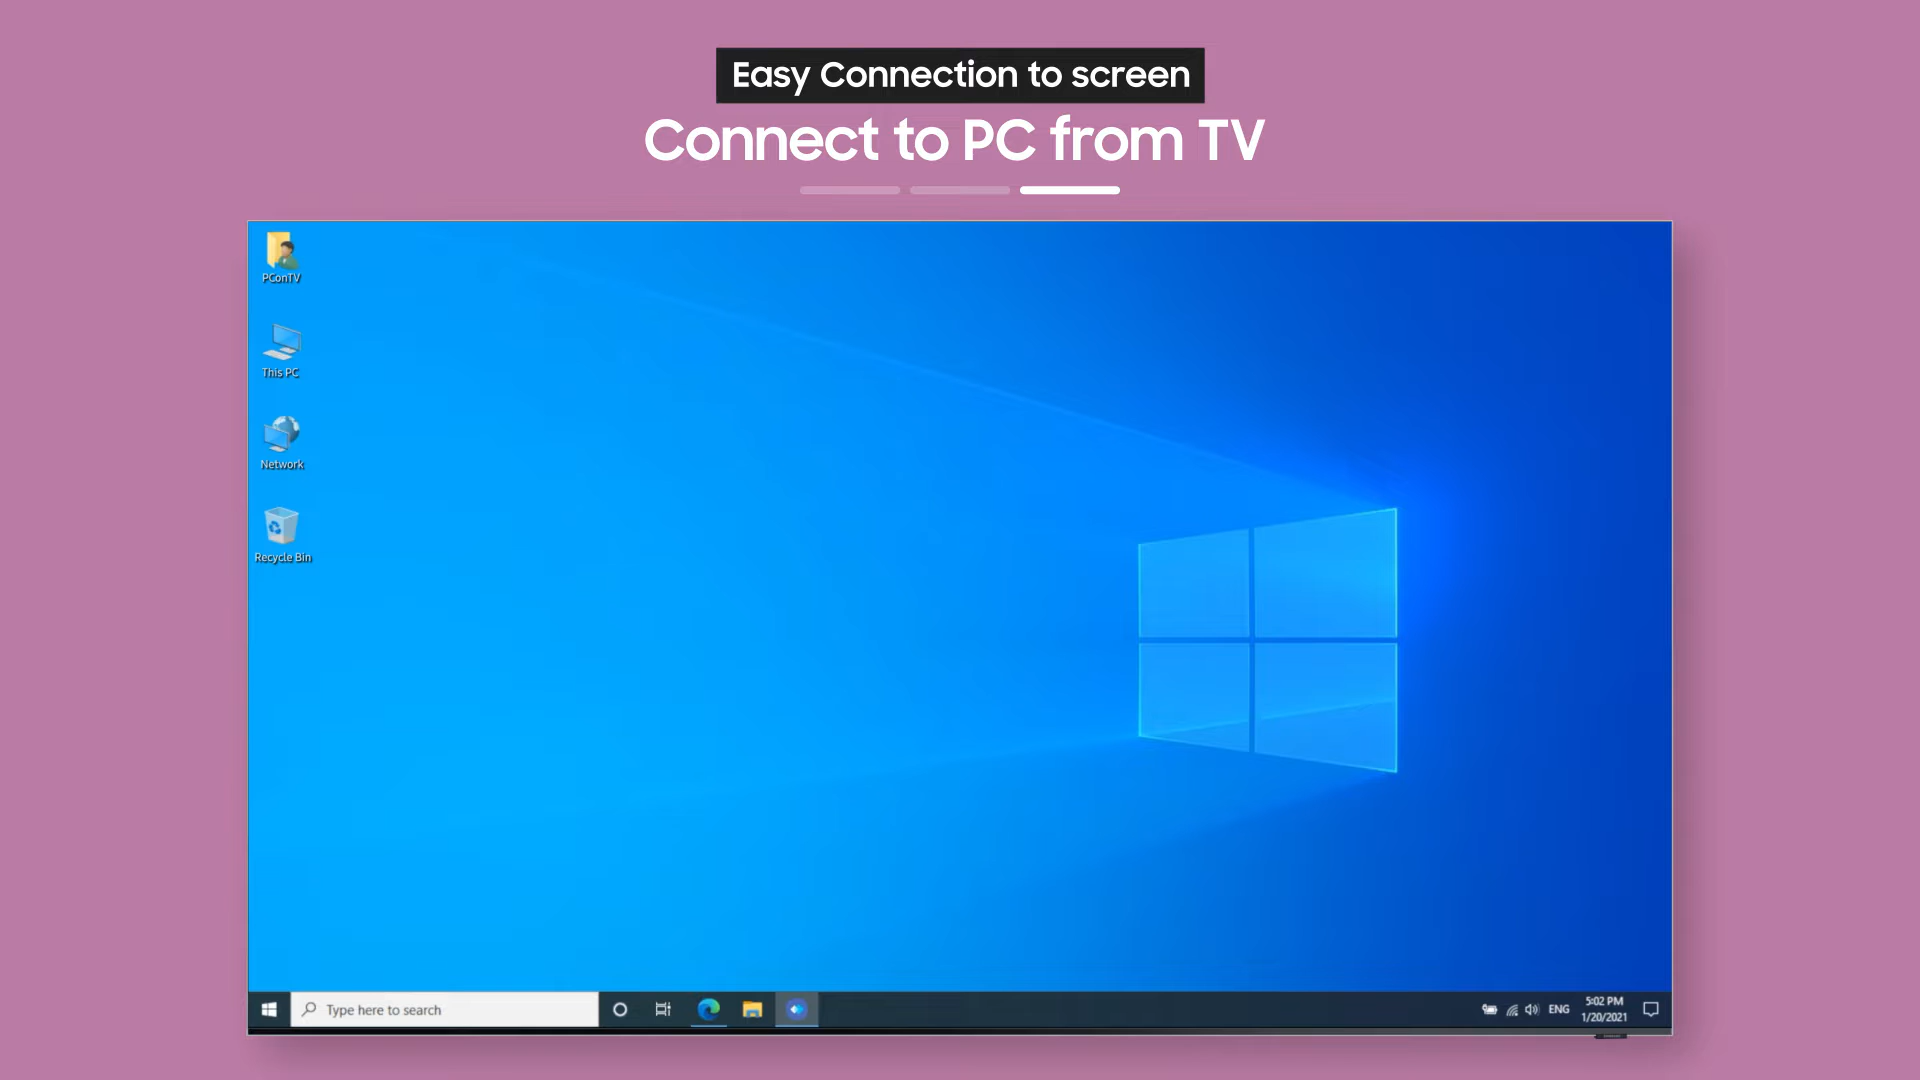 Easy Connection to screen
Connect to PC from TV
PConTV
This PC
Network
Recycle Bin
Type here to search
ENG
5:02 PM
1/20/2021